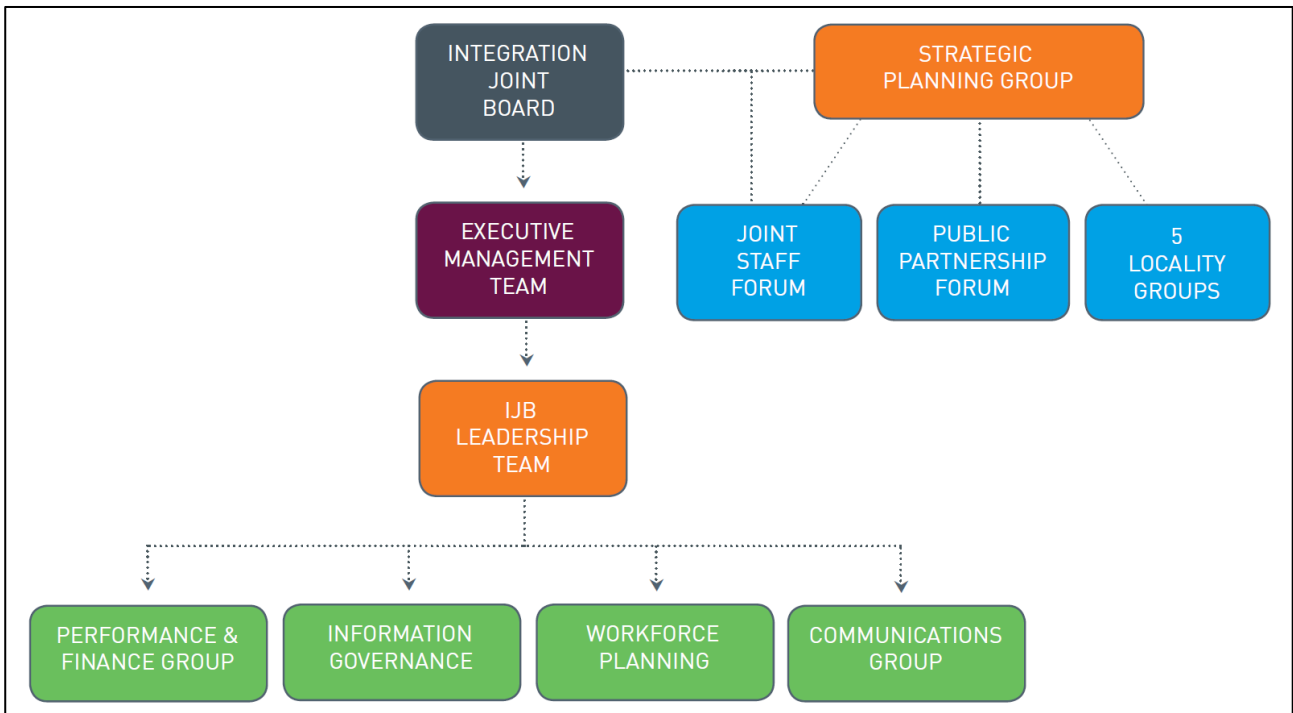 INTEGRATION
JOINT
BOARD
STRATEGIC
PLANNING GROUP
EXECUTIVE
MANAGEMENT
TEAM
JOINT
STAFF
FORUM
PUBLIC
PARTNERSHIP
FORUM
5
LOCALITY
GROUPS
IJB
LEADERSHIP
TEAM
PERFORMANCE &
FINANCE GROUP
INFORMATION
GOVERNANCE
WORKFORCE
PLANNING
COMMUNICATIONS
GROUP